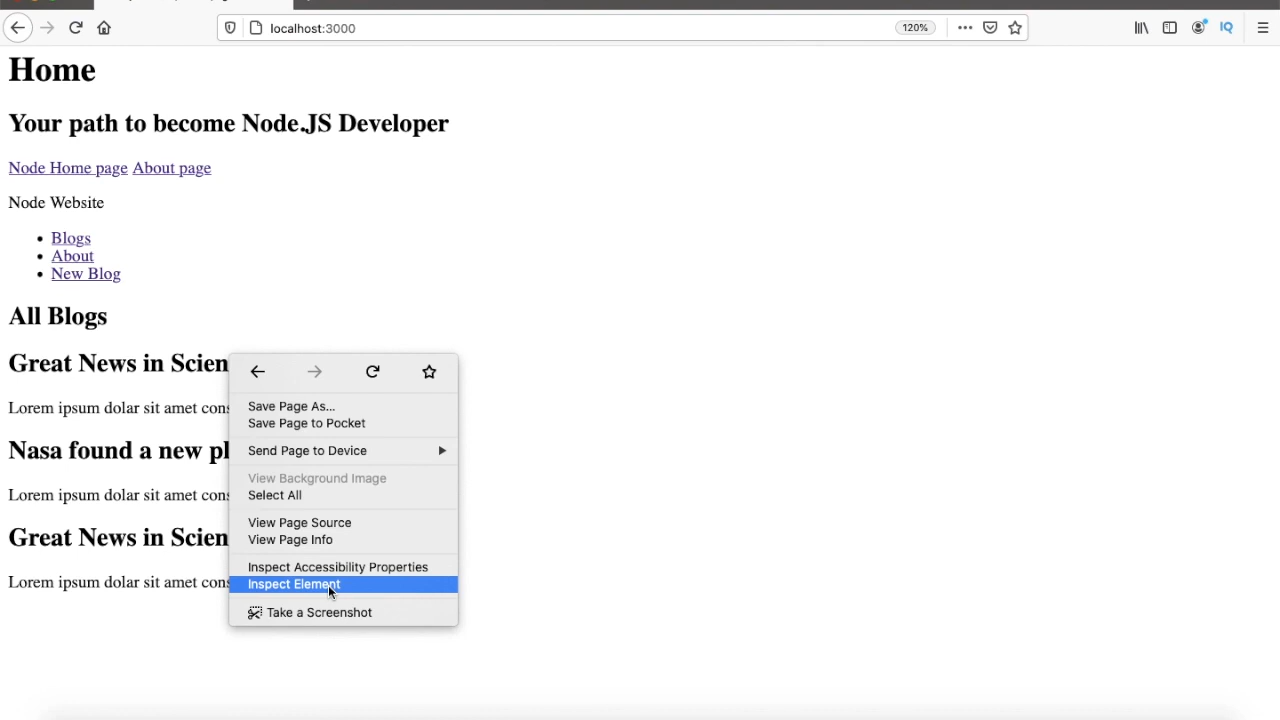 localhost:3000
120%
IQ
Home
Your path to become Node.JS Developer
Node Home page About page
Node Website
Blogs
About
New Blog
All Blogs
Great News in Scien
Lorem ipsum dolar sit amet cons
Nasa found a new pl
Lorem ipsum dolar sit amet cons
Great News in Scien
Lorem ipsum dolar sit amet cons
Save Page As...
Save Page to Pocket
Send Page to Device
View Background Image
Select All
View Page Source
View Page Info
Inspect Accessibility Properties
Inspect Element
Take a Screenshot